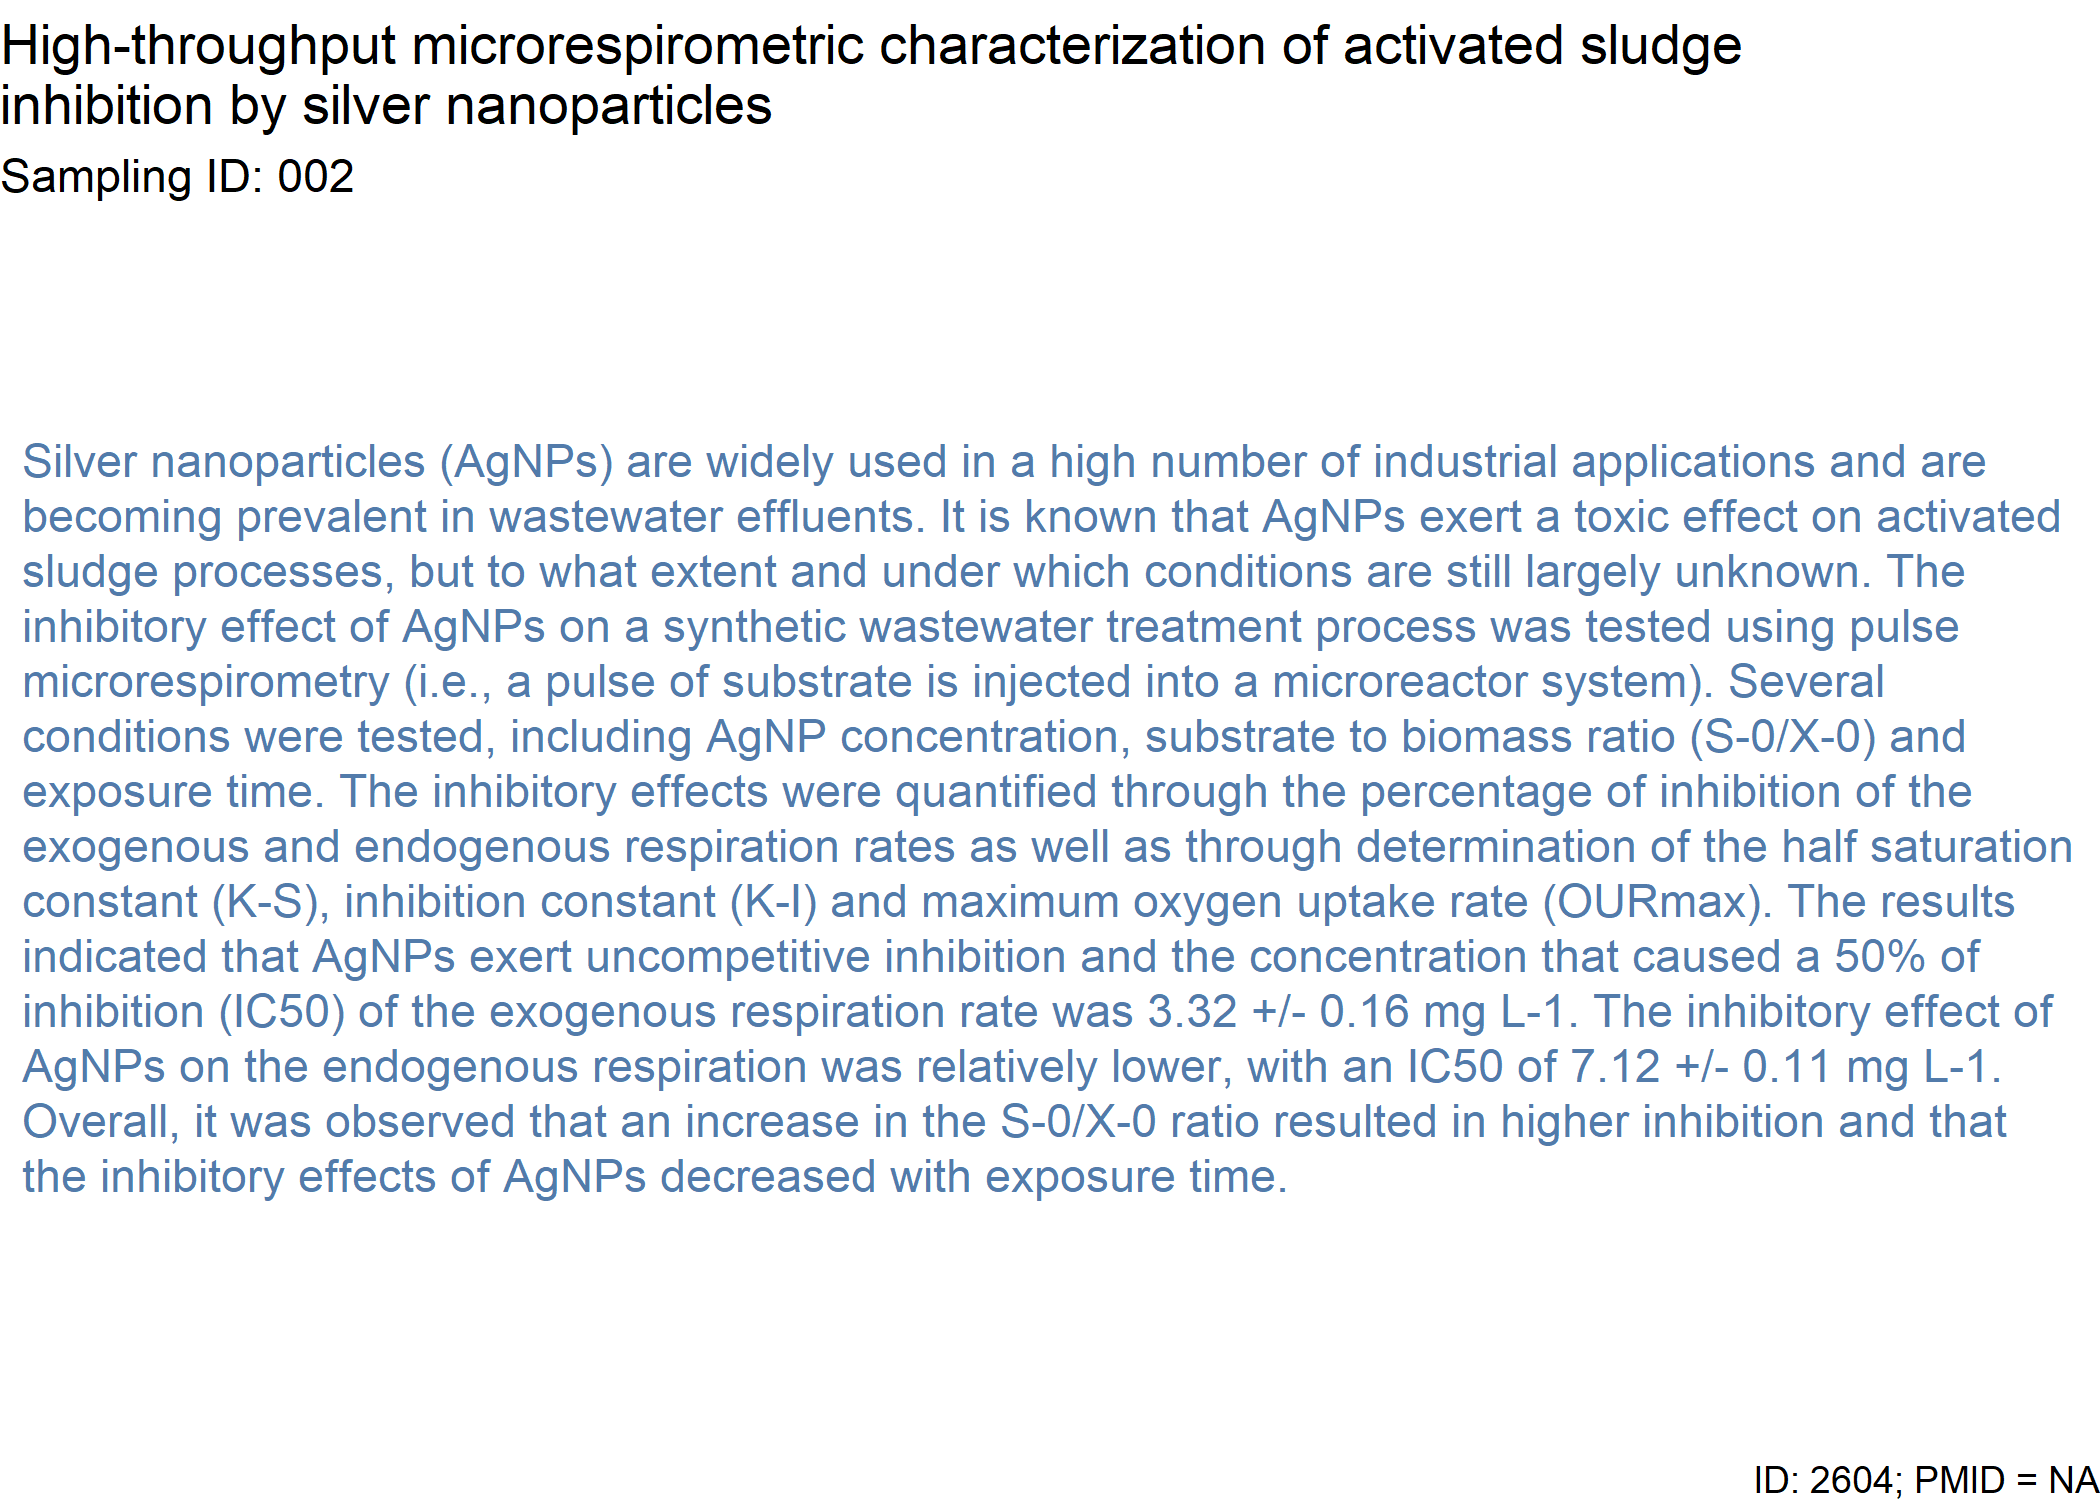 High-throughput microrespirometric characterization of activated sludge
inhibition by silver nanoparticles
Sampling ID: 002
Silver nanoparticles (AgNPs) are widely used in a high number of industrial applications and are
becoming prevalent in wastewater effluents. It is known that AgNPs exert a toxic effect on activated
sludge processes, but to what extent and under which conditions are still largely unknown. The
inhibitory effect of AgNPs on a synthetic wastewater treatment process was tested using pulse
microrespirometry (i.e., a pulse of substrate is injected into a microreactor system). Several
conditions were tested, including AgNP concentration, substrate to biomass ratio (S-0/X-0) and
exposure time. The inhibitory effects were quantified through the percentage of inhibition of the
exogenous and endogenous respiration rates as well as through determination of the half saturation
constant (K-S), inhibition constant (K-I) and maximum oxygen uptake rate (OURmax). The results
indicated that AgNPs exert uncompetitive inhibition and the concentration that caused a 50% of
inhibition (IC50) of the exogenous respiration rate was 3.32 +/- 0.16 mg L-1. The inhibitory effect of
AgNPs on the endogenous respiration was relatively lower, with an IC50 of 7.12 +/- 0.11 mg L-1.
Overall, it was observed that an increase in the S-0/X-0 ratio resulted in higher inhibition and that
the inhibitory effects of AgNPs decreased with exposure time.
ID: 2604; PMID = NA